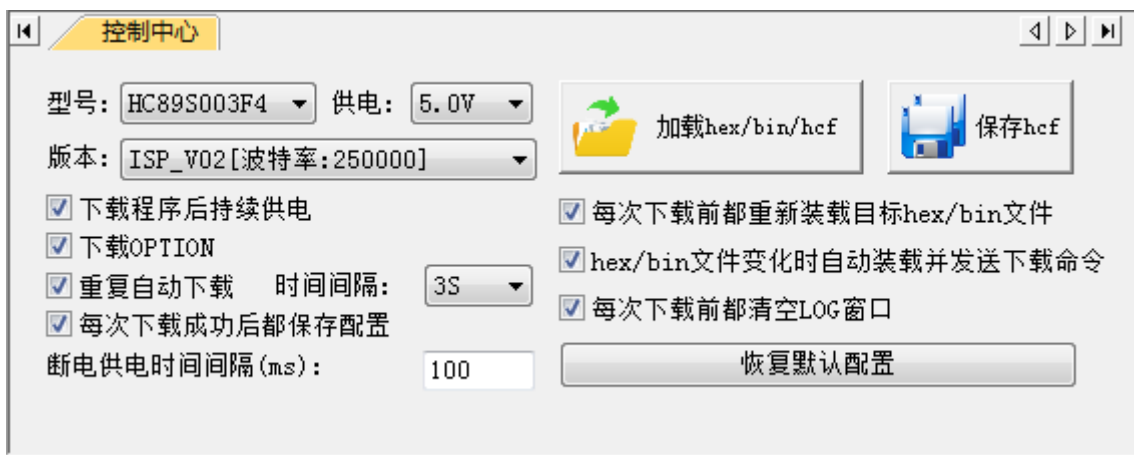 控制中心
型号: HC89S003F4 供电: 5.0V
加载hex/bin/hcf
保存hcf
版本: ISP_V02[波特率:250000]
下载程序后持续供电
每次下载前都重新装载目标hex/bin文件
下载OPTION
hex/bin文件变化时自动装载并发送下载命令
重复自动下载 时间间隔: 3S
每次下载前都清空LOG窗口
每次下载成功后都保存配置
断电供电时间间隔(ms): 100
恢复默认配置